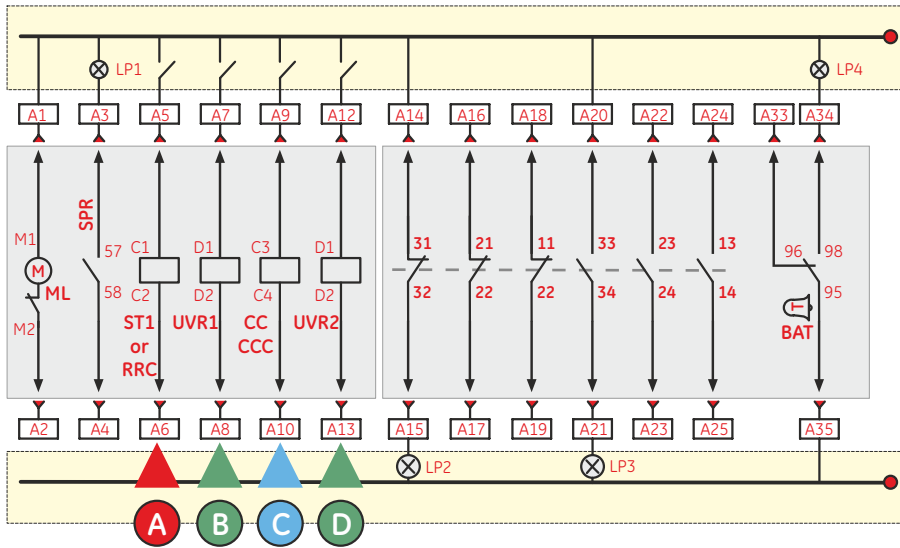 LP1
LP4
A1 A3 A5 A7 A9 A12 A14 A16 A18 A20 A22 A24 A33 A34
SPR
M1 57 C1 D1 C3 D1 31 21 11 33 23 13 96 98
M
ML 58 C2 D2 C4 D2 32 22 22 34 24 14 95
M2
ST1 UVR1 CC UVR2
or CCC
RRC
T
BAT
A2 A4 A6 A8 A10 A13 A15 A17 A19 A21 A23 A25 A35
LP2 LP3
A B C D